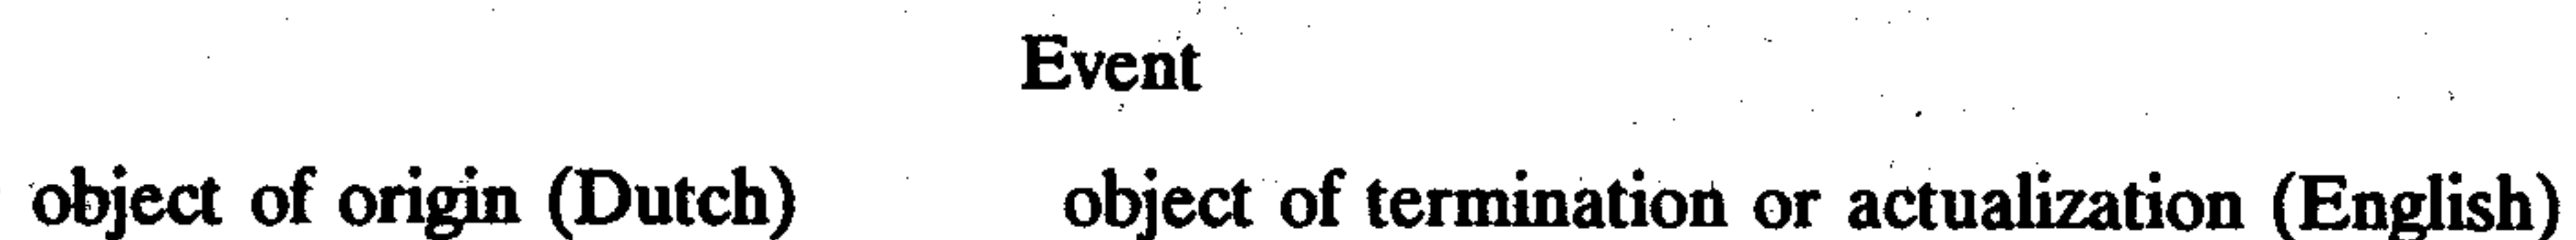 Event
object of origin (Dutch) object of termination or actualization (English)